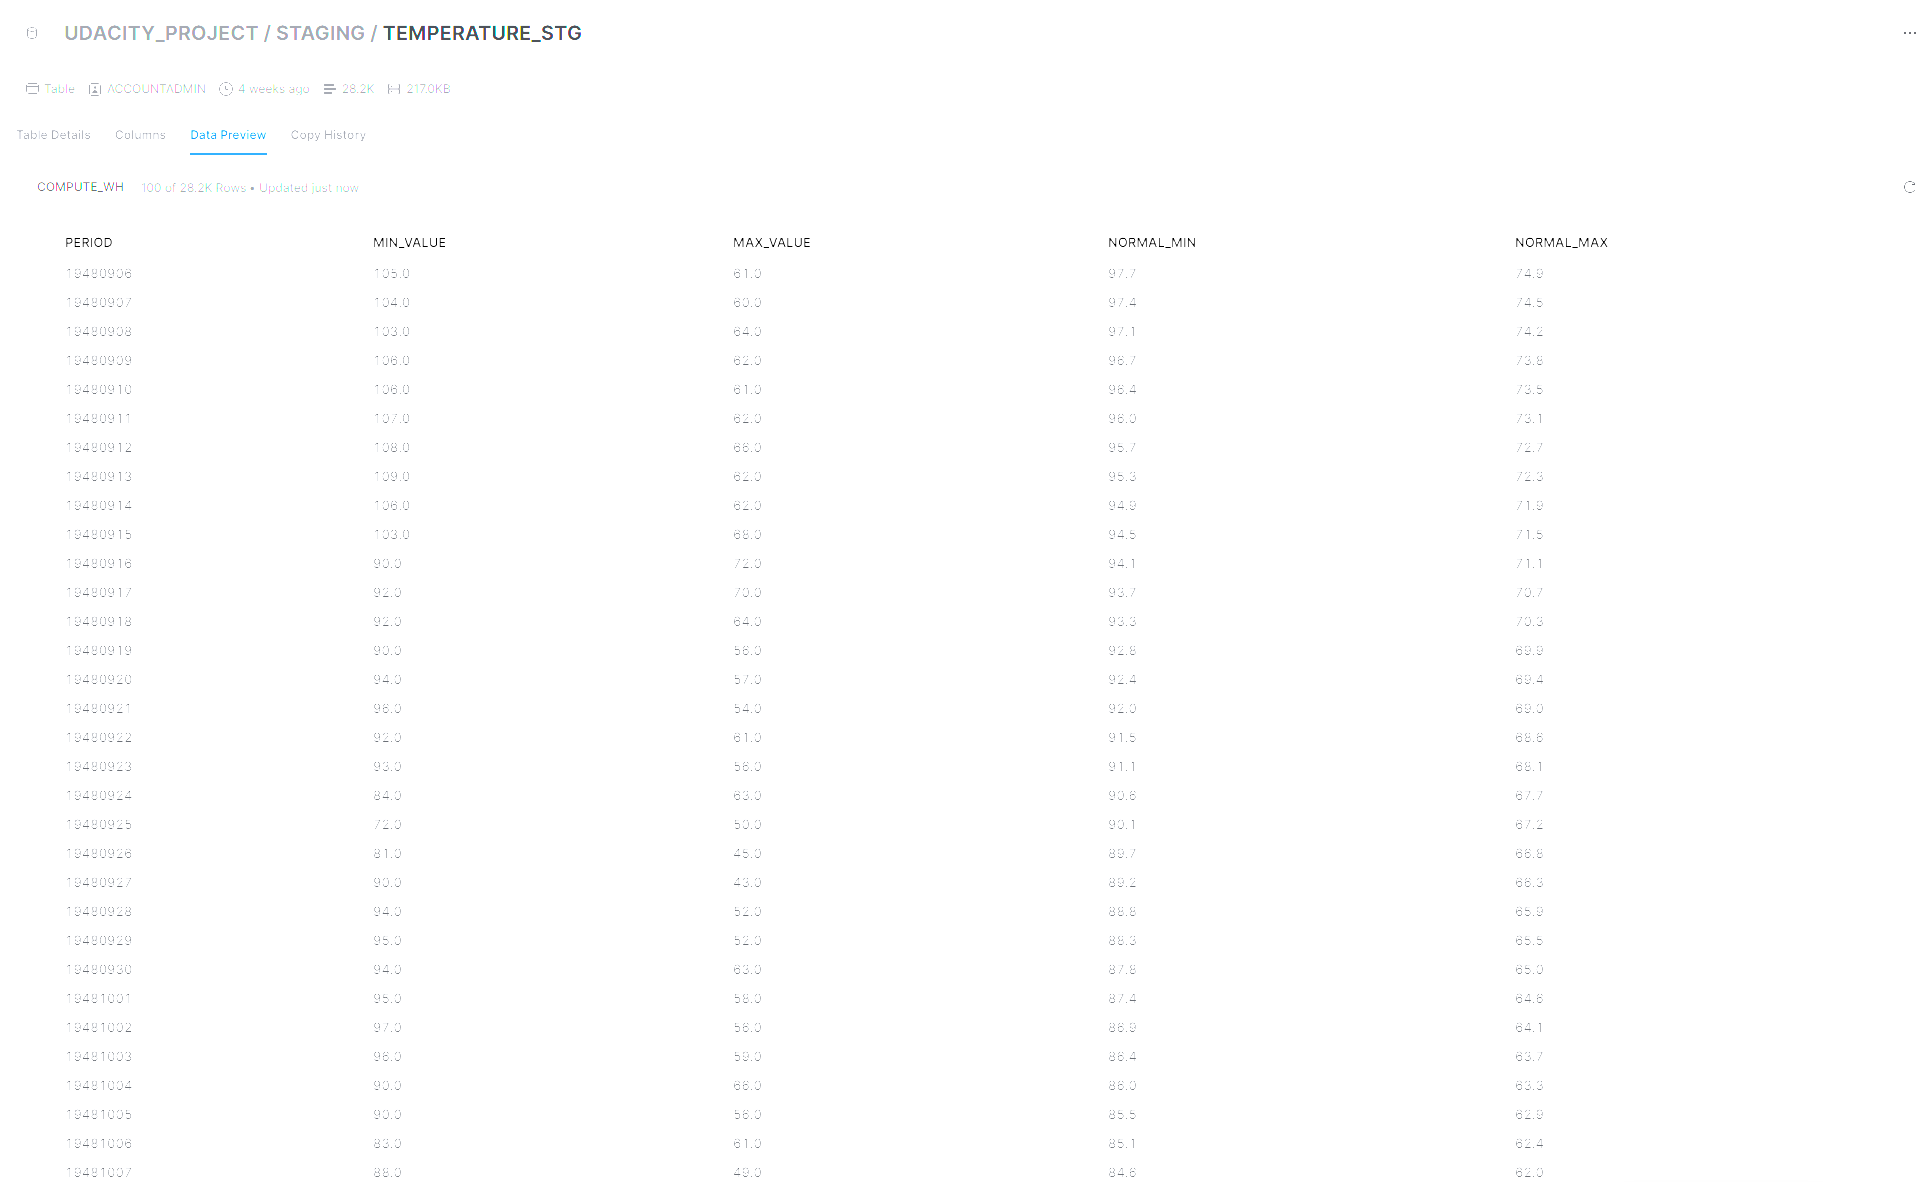 UDACITY_PROJECT / STAGING / TEMPERATURE_STG
Table ACCOUNTADMIN 4 weeks ago 28.2K 217.0KB
Table Details Columns Data Preview Copy History
COMPUTE_WH 100 of 28.2K Rows • Updated just now
PERIOD MIN_VALUE MAX_VALUE NORMAL_MIN NORMAL_MAX
19480906 105.0 61.0 97.7 74.9
19480907 104.0 60.0 97.4 74.5
19480908 103.0 64.0 97.1 74.2
19480909 106.0 62.0 96.7 73.8
19480910 106.0 61.0 96.4 73.5
19480911 107.0 62.0 96.0 73.1
19480912 108.0 66.0 95.7 72.7
19480913 109.0 62.0 95.3 72.3
19480914 106.0 62.0 94.9 71.9
19480915 103.0 68.0 94.5 71.5
19480916 90.0 72.0 94.1 71.1
19480917 92.0 70.0 93.7 70.7
19480918 92.0 64.0 93.3 70.3
19480919 90.0 56.0 92.8 69.9
19480920 94.0 57.0 92.4 69.4
19480921 96.0 54.0 92.0 69.0
19480922 92.0 61.0 91.5 68.6
19480923 93.0 56.0 91.1 68.1
19480924 84.0 63.0 90.6 67.7
19480925 72.0 50.0 90.1 67.2
19480926 81.0 45.0 89.7 66.8
19480927 90.0 43.0 89.2 66.3
19480928 94.0 52.0 88.8 65.9
19480929 95.0 52.0 88.3 65.5
19480930 94.0 63.0 87.8 65.0
19481001 95.0 58.0 87.4 64.6
19481002 97.0 56.0 86.9 64.1
19481003 96.0 59.0 86.4 63.7
19481004 90.0 66.0 86.0 63.3
19481005 90.0 56.0 85.5 62.9
19481006 83.0 61.0 85.1 62.4
19481007 88.0 49.0 84.6 62.0